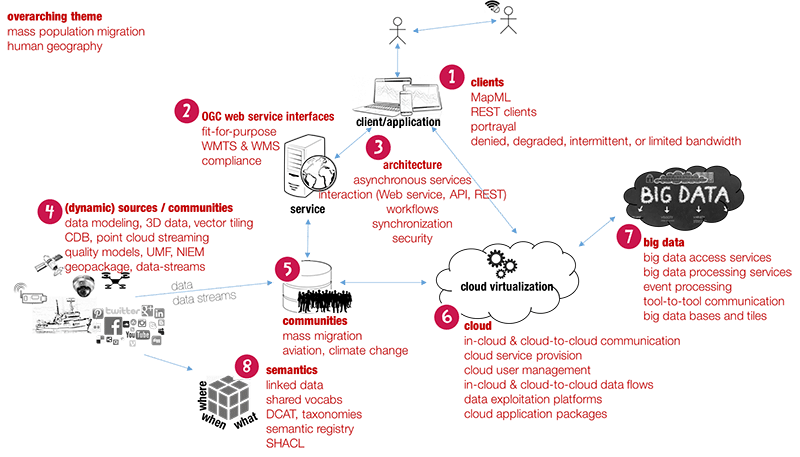 overarching theme
mass population migration
human geography
1 clients
MapML
REST clients
portrayal
denied, degraded, intermittent, or limited bandwidth
client/application
2 OGC web service interfaces
fit-for-purpose
WMTS & WMS
compliance
service
3 architecture
asynchronous services
interaction (Web service, API, REST)
workflows
synchronization
security
4 (dynamic) sources / communities
data modeling, 3D data, vector tiling
CDB, point cloud streaming
quality models, UMF, NIEM
geopackage, data-streams
data
data streams
twitter
You Tube
5
communities
mass migration
aviation, climate change
cloud virtualization
6 cloud
in-cloud & cloud-to-cloud communication
cloud service provision
cloud user management
in-cloud & cloud-to-cloud data flows
data exploitation platforms
cloud application packages
BIG DATA
7 big data
big data access services
big data processing services
event processing
tool-to-tool communication
big data bases and tiles
8 semantics
linked data
shared vocabs
DCAT, taxonomies
semantic registry
SHACL
where
when
what